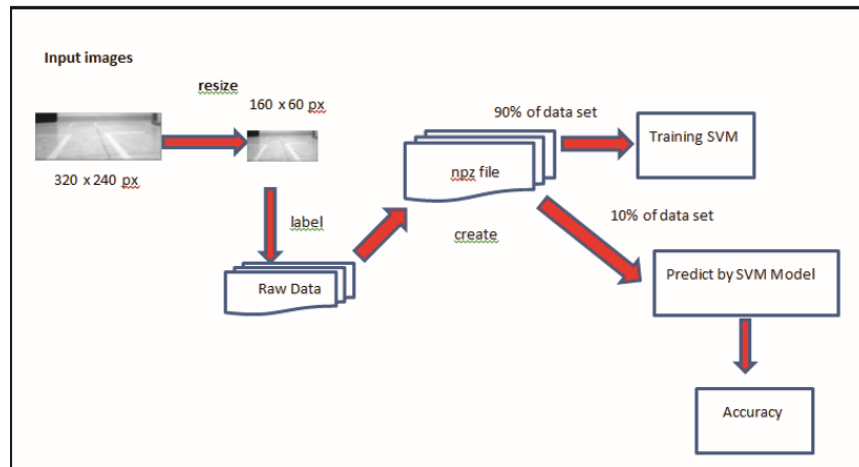 Input images
resize
160 x 60 px
320 x 240 px
label
Raw Data
npz file
create
90% of data set
Training SVM
10% of data set
Predict by SVM Model
Accuracy